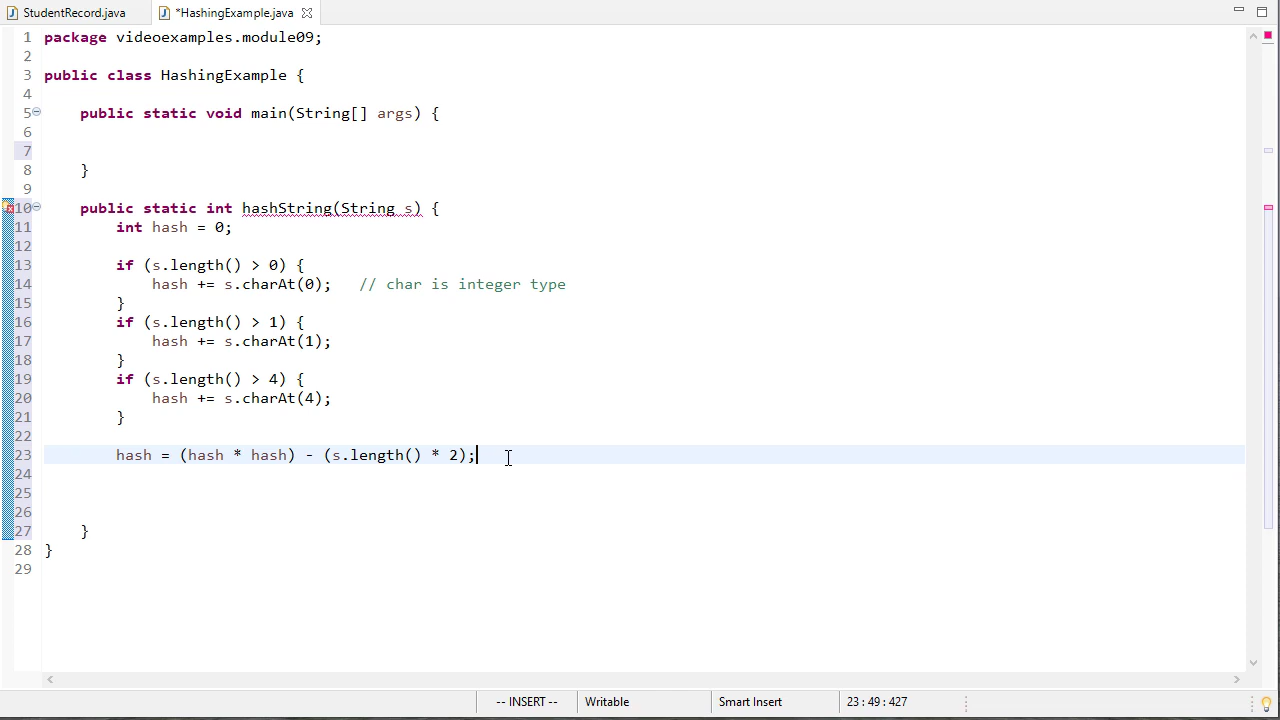 StudentRecord.java
*HashingExample.java
1 package videoexamples.module09;
2
3 public class HashingExample {
4
5     public static void main(String[] args) {
6
7
8     }
9
10     public static int hashString(String s) {
11         int hash = 0;
12
13         if (s.length() > 0) {
14             hash += s.charAt(0);   // char is integer type
15         }
16         if (s.length() > 1) {
17             hash += s.charAt(1);
18         }
19         if (s.length() > 4) {
20             hash += s.charAt(4);
21         }
22
23         hash = (hash * hash) - (s.length() * 2);
24
25
26
27     }
28 }
29
-- INSERT -- Writable Smart Insert 23 : 49 : 427